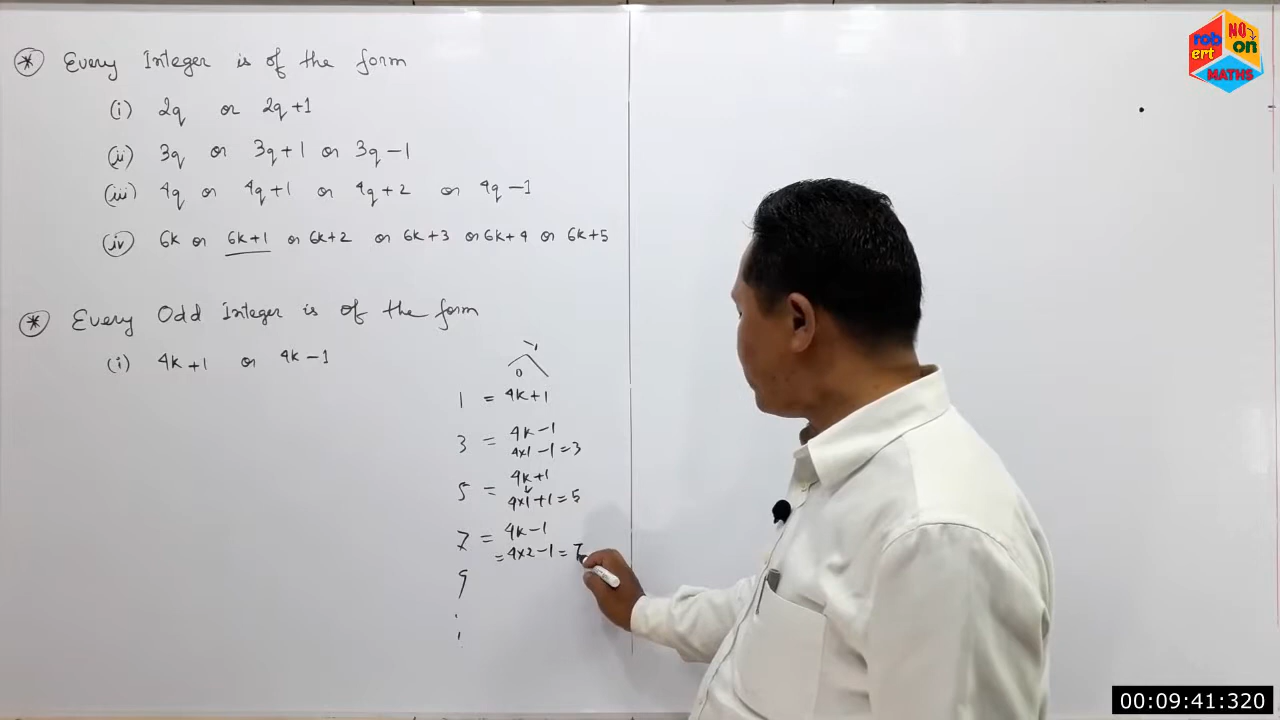 * Every Integer is of the form
(i) 2q or 2q+1
(ii) 3q or 3q+1 or 3q-1
(iii) 4q or 4q+1 or 4q+2 or 4q-1
(iv) 6k or 6k+1 or 6k+2 or 6k+3 or 6k+4 or 6k+5
* Every Odd Integer is of the form
(i) 4k+1 or 4k-1
0
1 = 4k+1
3 = 4k-1
4×1-1=3
5 = 4k+1
4×1+1=5
7 = 4k-1
= 4×2-1=7
9
robert
NO
on
MATHS
00:09:41:320